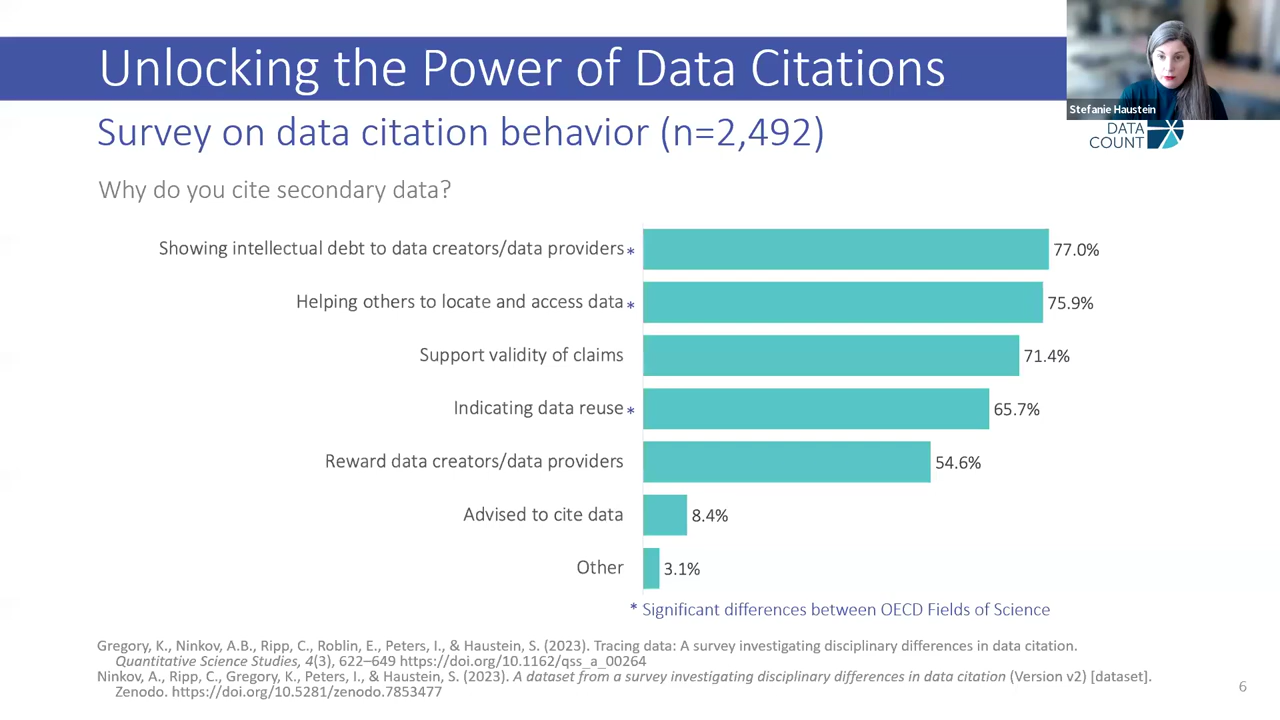 Unlocking the Power of Data Citations
Stefanie Haustein
Survey on data citation behavior (n=2,492)
DATA
COUNT
Why do you cite secondary data?
Showing intellectual debt to data creators/data providers* 77.0%
Helping others to locate and access data* 75.9%
Support validity of claims 71.4%
Indicating data reuse* 65.7%
Reward data creators/data providers 54.6%
Advised to cite data 8.4%
Other 3.1%
* Significant differences between OECD Fields of Science
Gregory, K., Ninkov, A.B., Ripp, C., Roblin, E., Peters, I., & Haustein, S. (2023). Tracing data: A survey investigating disciplinary differences in data citation.
Quantitative Science Studies, 4(3), 622–649 https://doi.org/10.1162/qss_a_00264
Ninkov, A., Ripp, C., Gregory, K., Peters, I., & Haustein, S. (2023). A dataset from a survey investigating disciplinary differences in data citation (Version v2) [dataset].
Zenodo. https://doi.org/10.5281/zenodo.7853477
6